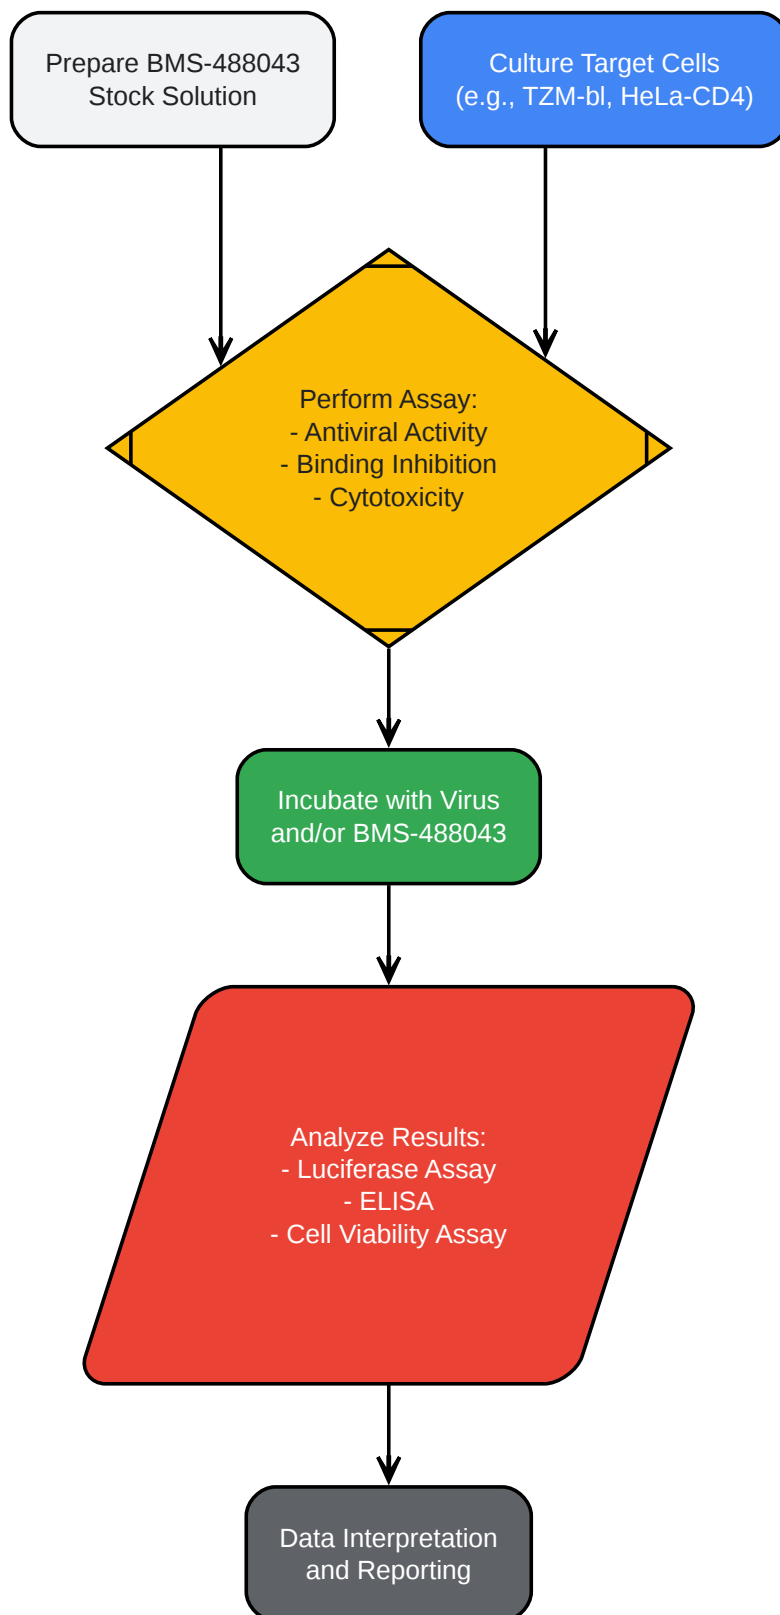 Prepare BMS-488043
Stock Solution
Culture Target Cells
(e.g., TZM-bl, HeLa-CD4)
Perform Assay:
- Antiviral Activity
- Binding Inhibition
- Cytotoxicity
Incubate with Virus
and/or BMS-488043
Analyze Results:
- Luciferase Assay
- ELISA
- Cell Viability Assay
Data Interpretation
and Reporting